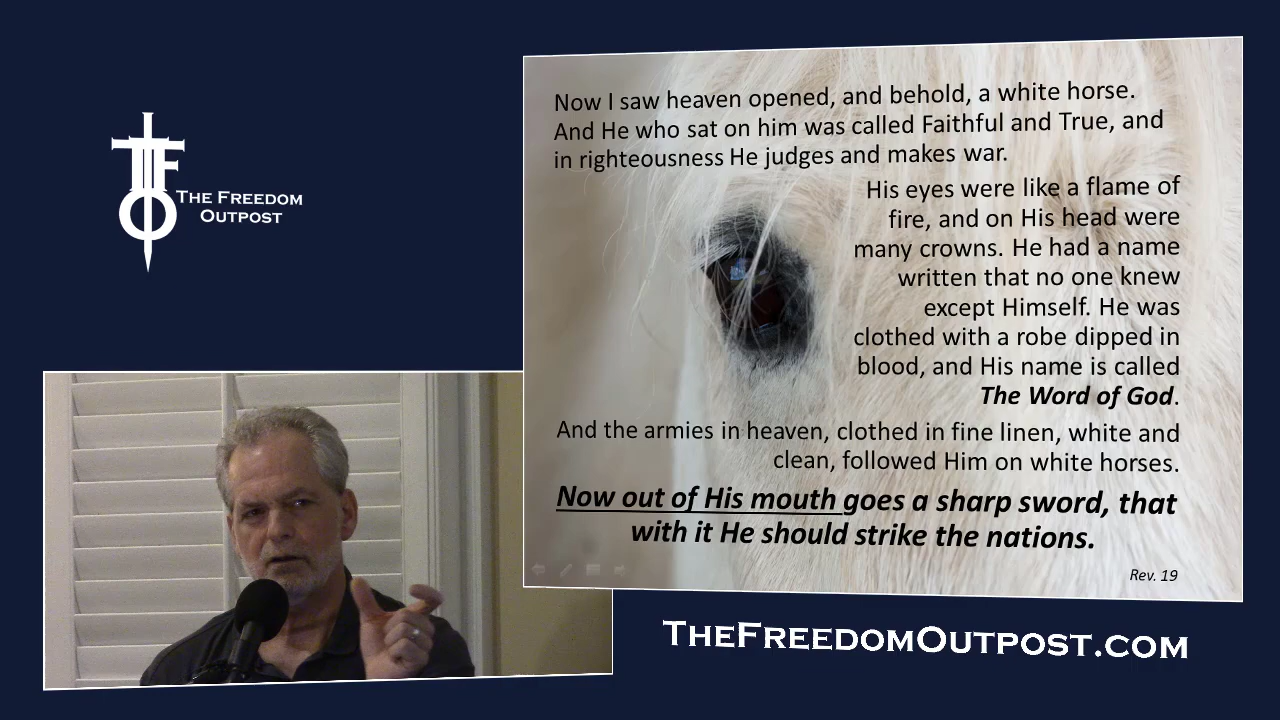 The Freedom
Outpost
Now I saw heaven opened, and behold, a white horse.
And He who sat on him was called Faithful and True, and
in righteousness He judges and makes war.
His eyes were like a flame of
fire, and on His head were
many crowns. He had a name
written that no one knew
except Himself. He was
clothed with a robe dipped in
blood, and His name is called
The Word of God.
And the armies in heaven, clothed in fine linen, white and
clean, followed Him on white horses.
Now out of His mouth goes a sharp sword, that
with it He should strike the nations.
Rev. 19
TheFreedomOutpost.com